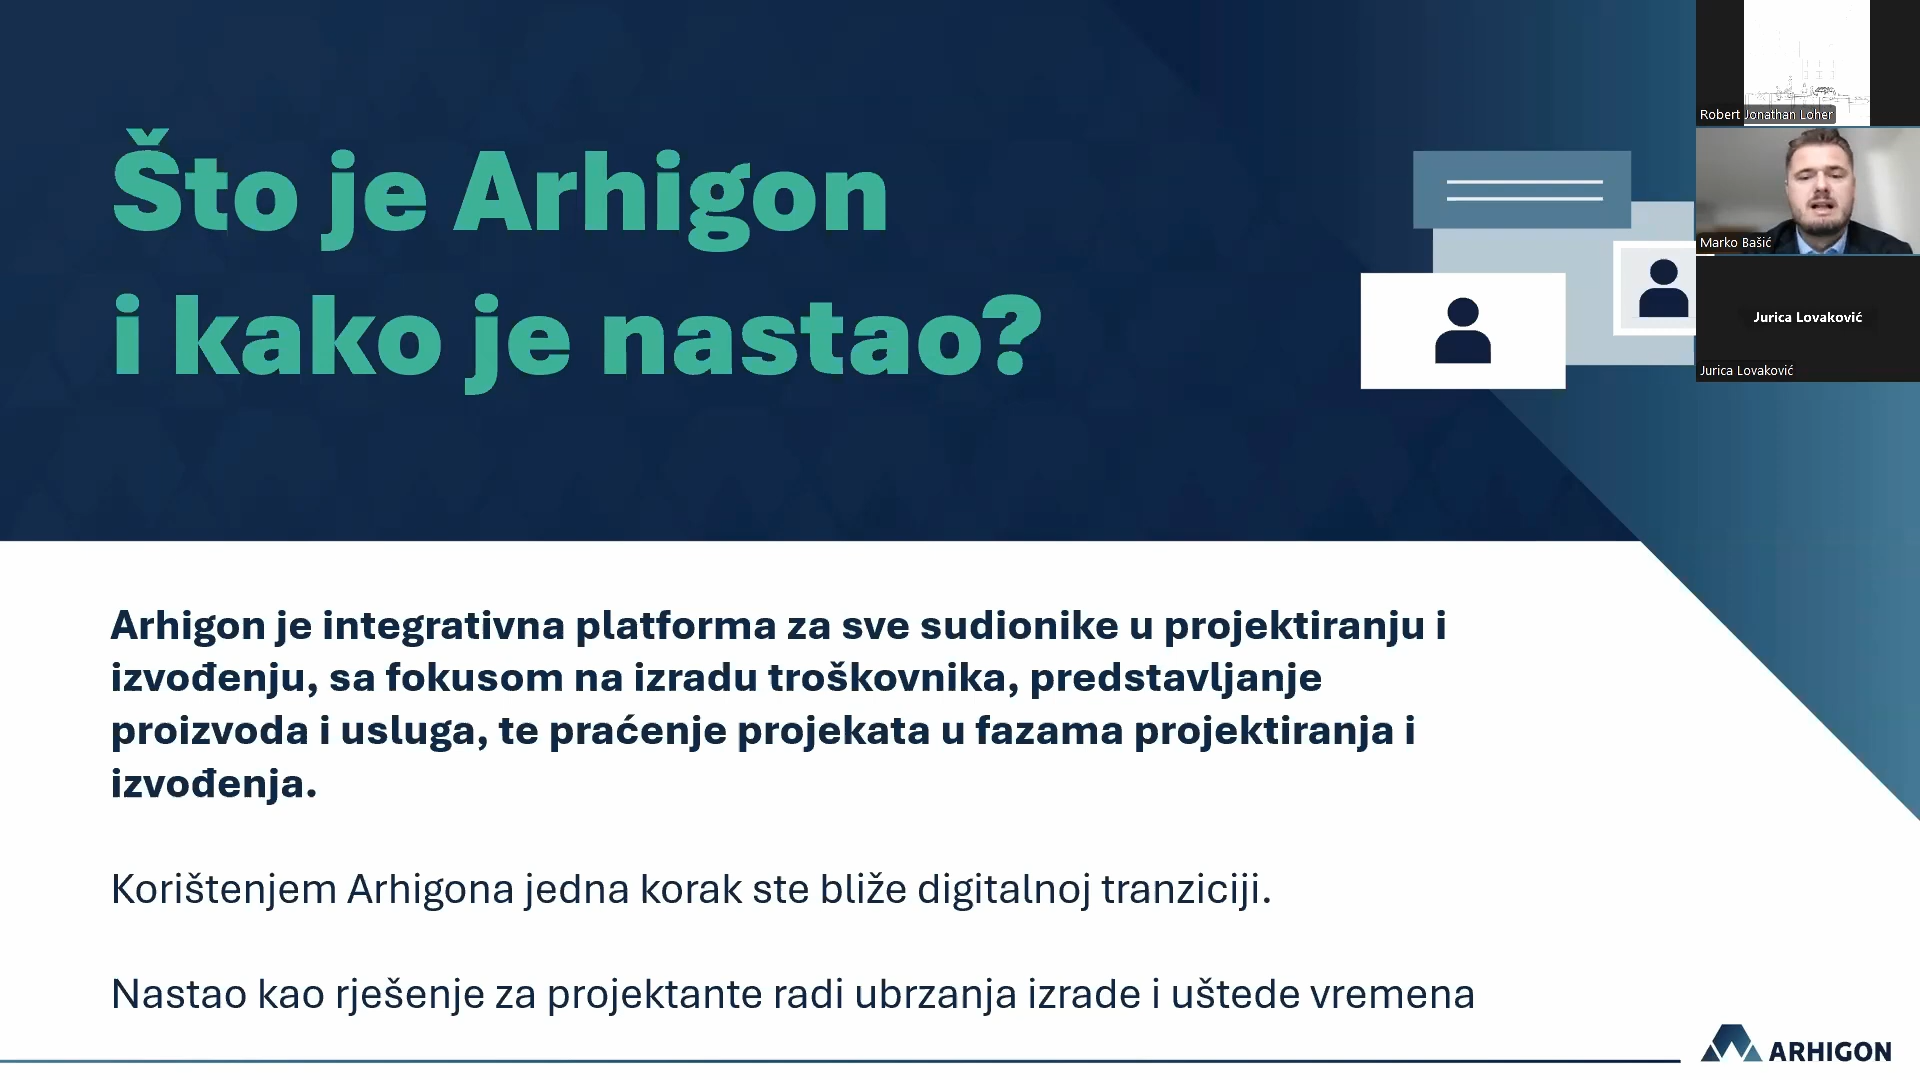 Što je Arhigon
i kako je nastao?
Arhigon je integrativna platforma za sve sudionike u projektiranju i
izvođenju, sa fokusom na izradu troškovnika, predstavljanje
proizvoda i usluga, te praćenje projekata u fazama projektiranja i
izvođenja.
Korištenjem Arhigona jedna korak ste bliže digitalnoj tranziciji.
Nastao kao rješenje za projektante radi ubrzanja izrade i uštede vremena
ARHIGON
Robert Jonathan Loher
Marko Bašić
Jurica Lovaković
Jurica Lovaković